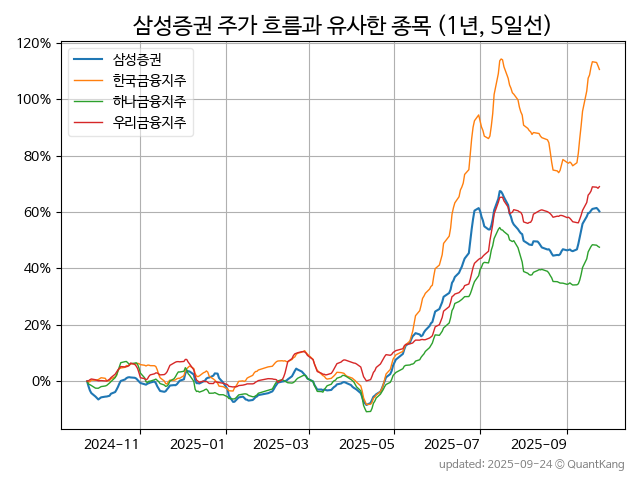 삼성증권 주가 흐름과 유사한 종목 (1년, 5일선)
120%
100%
80%
60%
40%
20%
0%
삼성증권
한국금융지주
하나금융지주
우리금융지주
2024-11 2025-01 2025-03 2025-05 2025-07 2025-09
updated: 2025-09-24 © QuantKang